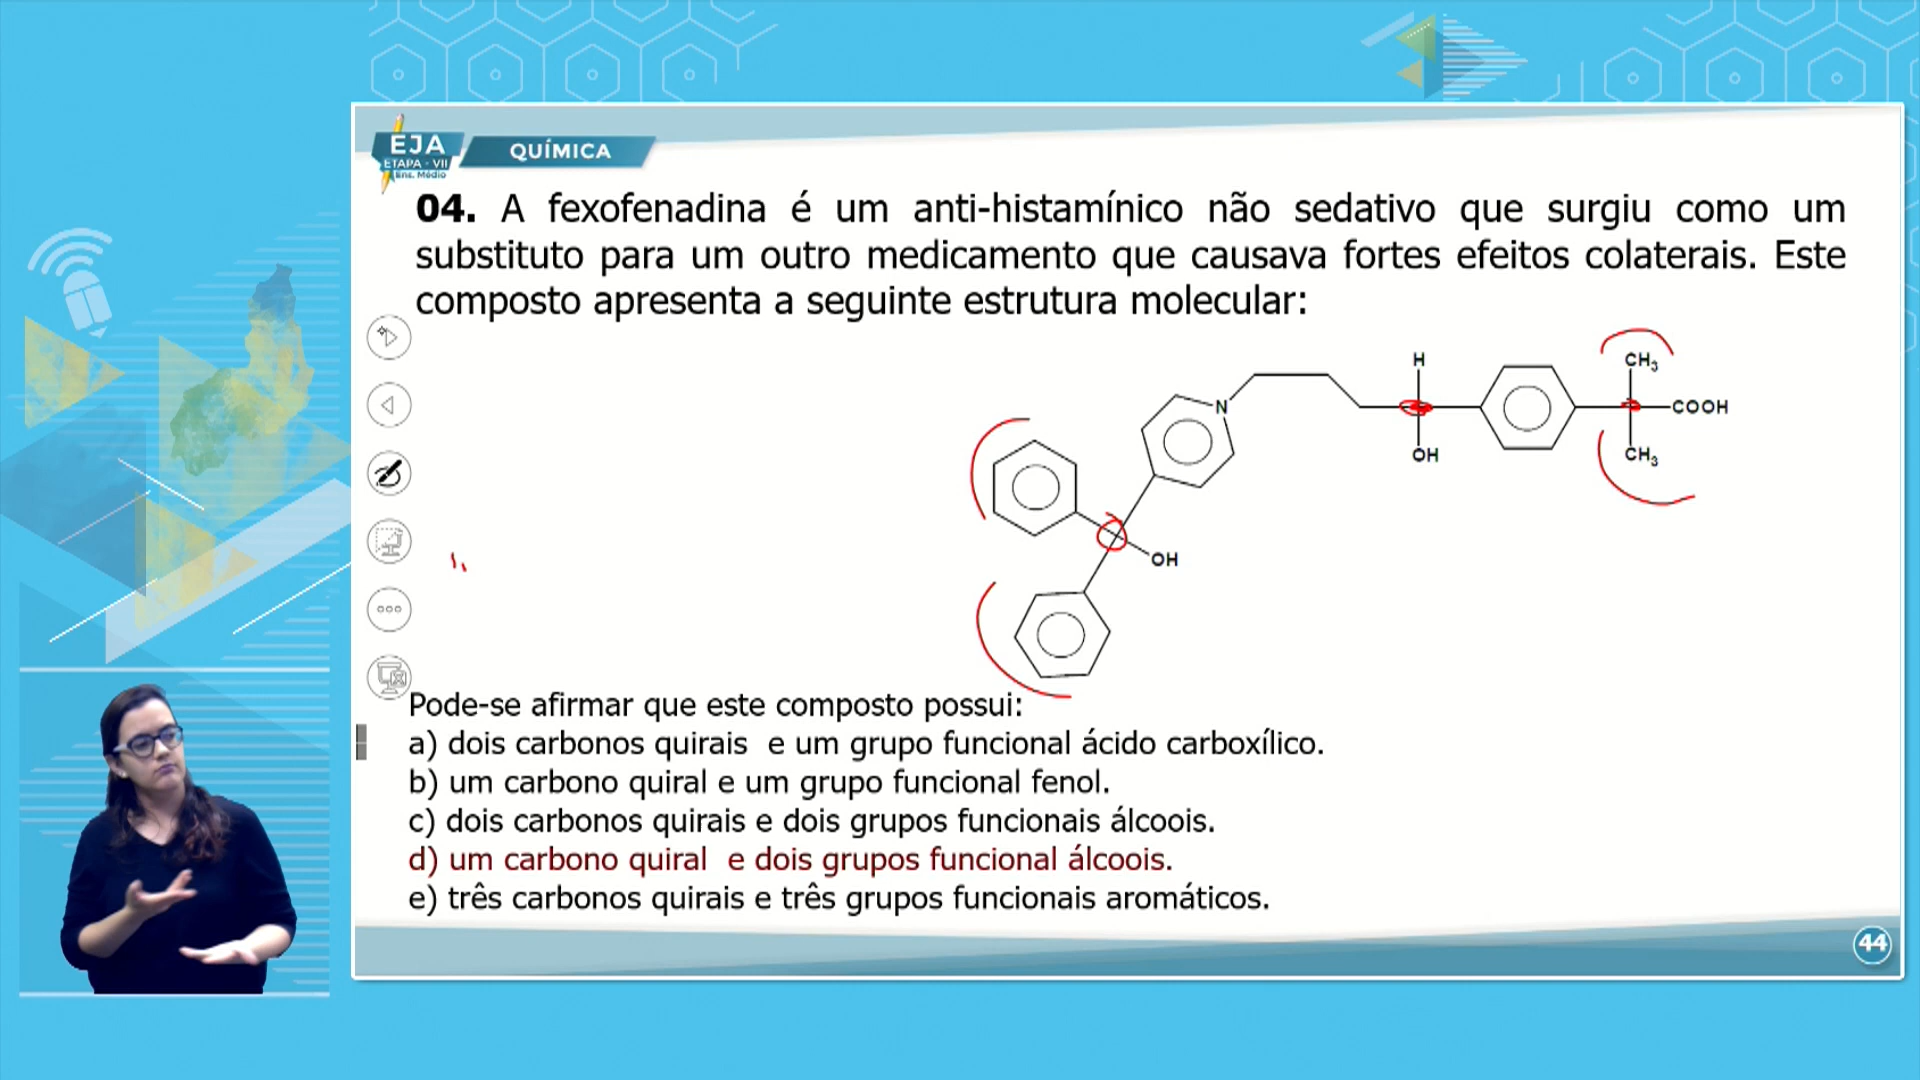 EJA
ETAPA - VII
Ens. Médio
QUÍMICA
04. A fexofenadina é um anti-histamínico não sedativo que surgiu como um
substituto para um outro medicamento que causava fortes efeitos colaterais. Este
composto apresenta a seguinte estrutura molecular:
H
CH3
N
COOH
OH
CH3
OH
Pode-se afirmar que este composto possui:
a) dois carbonos quirais e um grupo funcional ácido carboxílico.
b) um carbono quiral e um grupo funcional fenol.
c) dois carbonos quirais e dois grupos funcionais álcoois.
d) um carbono quiral e dois grupos funcional álcoois.
e) três carbonos quirais e três grupos funcionais aromáticos.
44